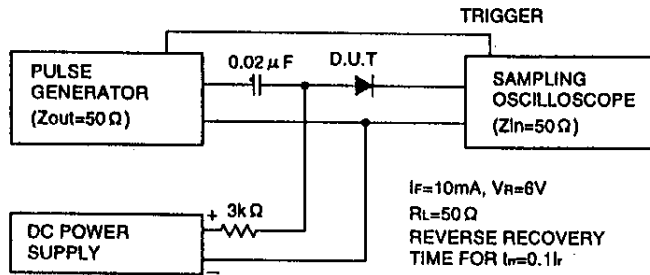 TRIGGER
0.02μF
D.U.T
PULSE
GENERATOR
(Zout=50Ω)
SAMPLING
OSCILLOSCOPE
(Zin=50Ω)
+
3kΩ
DC POWER
SUPPLY
−
IF=10mA, VR=6V
RL=50Ω
REVERSE RECOVERY
TIME FOR Irr=0.1Ir